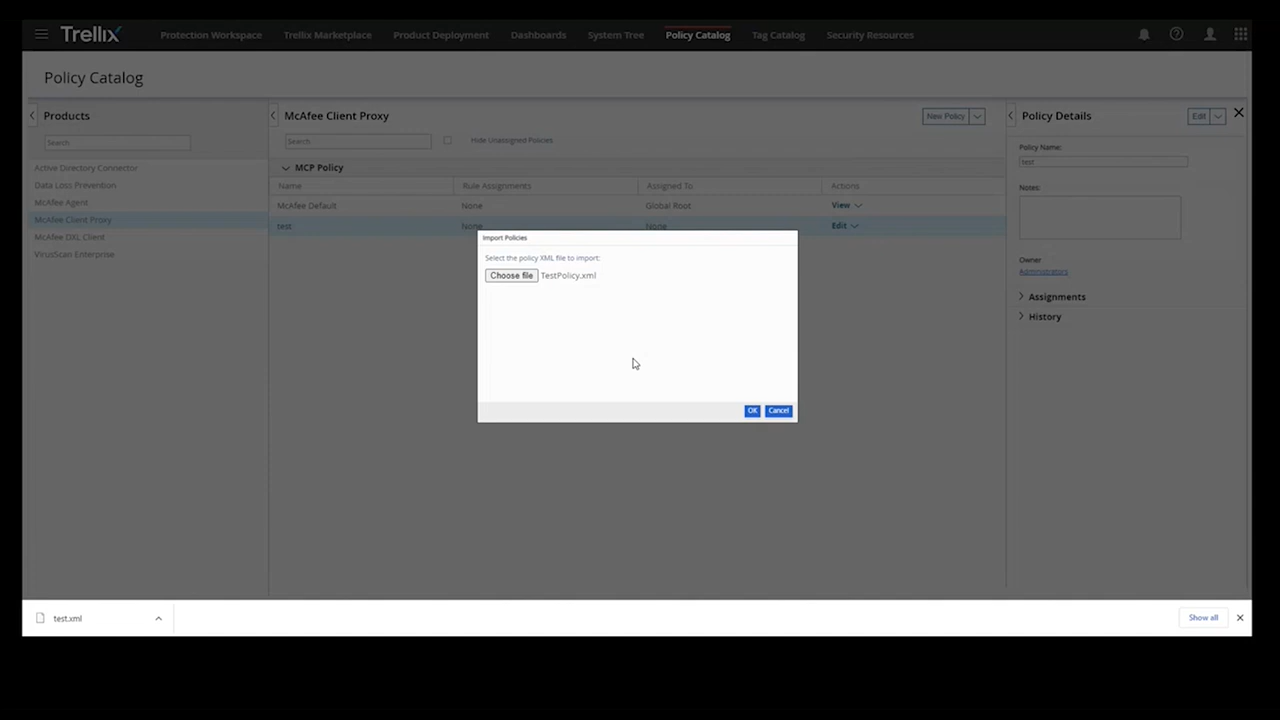 Trellix
Protection Workspace Trellix Marketplace Product Deployment Dashboards System Tree Policy Catalog Tag Catalog Security Resources
Policy Catalog
Products
Search
Active Directory Connector
Data Loss Prevention
McAfee Agent
McAfee Client Proxy
McAfee DXL Client
VirusScan Enterprise
McAfee Client Proxy
New Policy
Search
Hide Unassigned Policies
MCP Policy
Name Rule Assignments Assigned To Actions
McAfee Default None Global Root View
test None None Edit
Import Policies
Select the policy XML file to import:
Choose file TestPolicy.xml
OK Cancel
Policy Details
Edit
Policy Name:
test
Notes:
Owner
Administrators
Assignments
History
test.xml
Show all